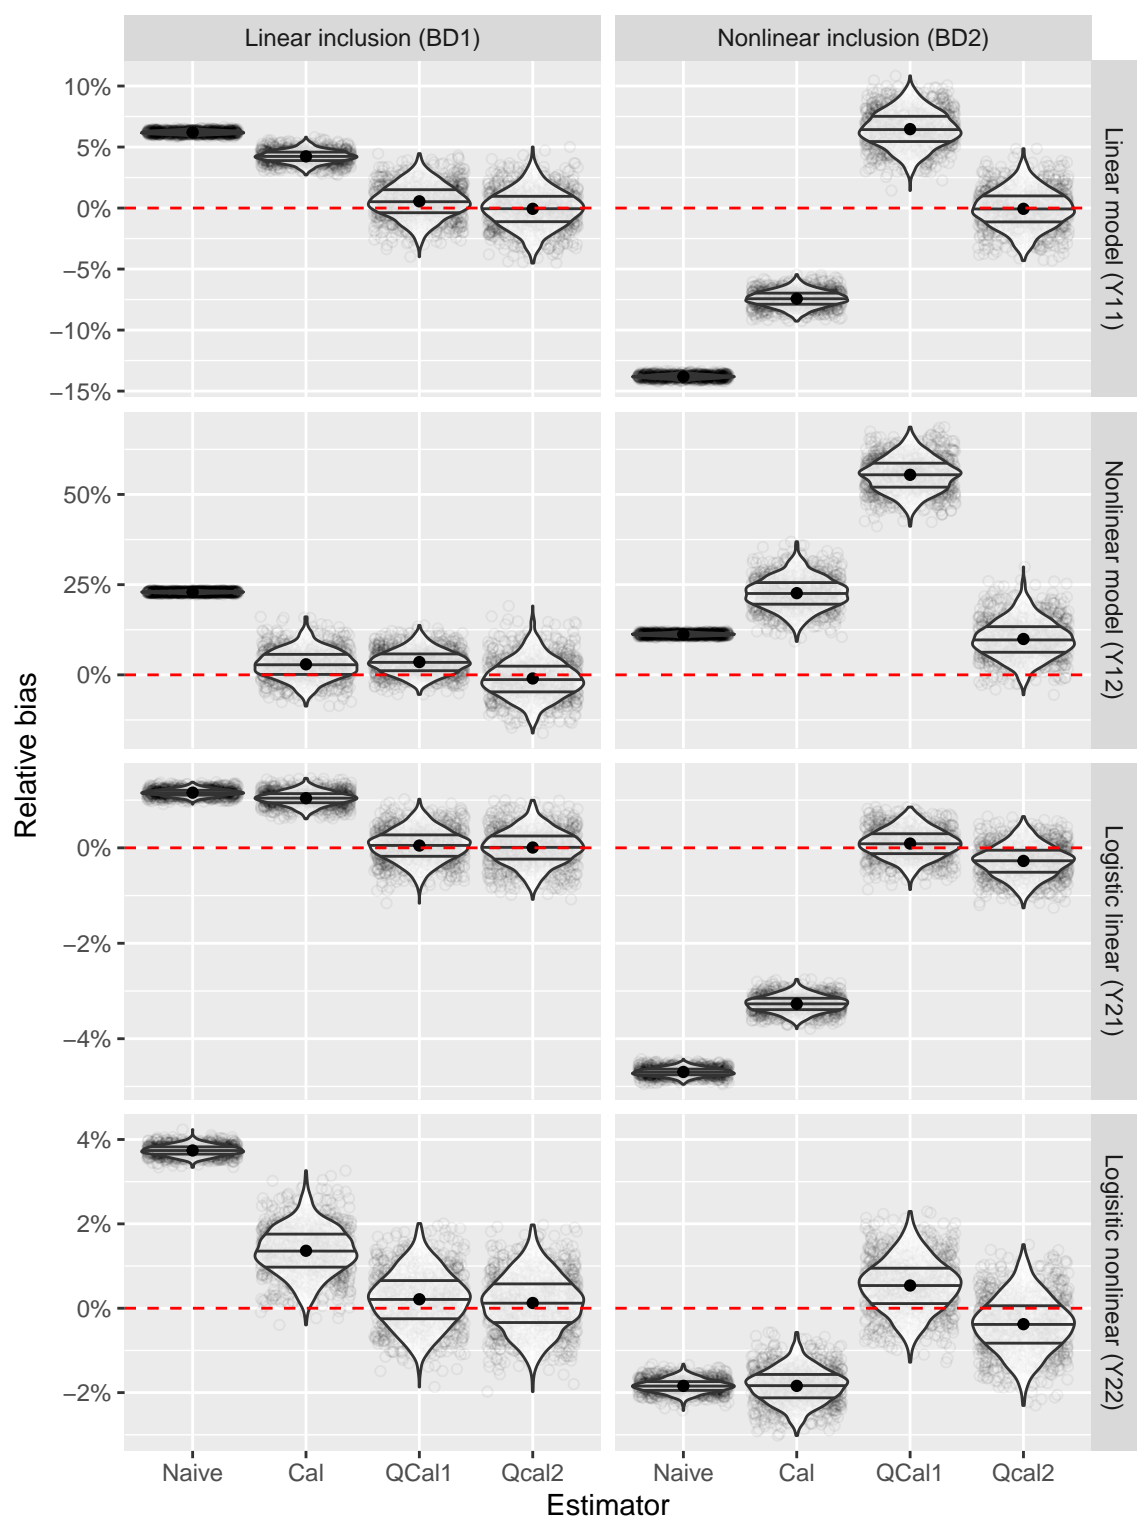 Linear inclusion (BD1)
Nonlinear inclusion (BD2)
10%
5%
0%
−5%
−10%
−15%
Linear model (Y11)
50%
25%
0%
Nonlinear model (Y12)
0%
−2%
−4%
Logistic linear (Y21)
4%
2%
0%
−2%
Logisitic nonlinear (Y22)
Relative bias
Naive Cal QCal1 Qcal2
Naive Cal QCal1 Qcal2
Estimator